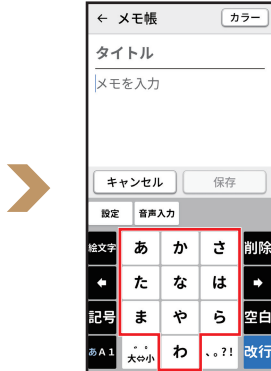 ← メモ帳 カラー
タイトル
メモを入力
キャンセル 保存
設定 音声入力
絵文字 あ か さ 削除
← た な は →
記号 ま や ら 空白
あA1 ゛゜大⇔小 わ 、。?! 改行